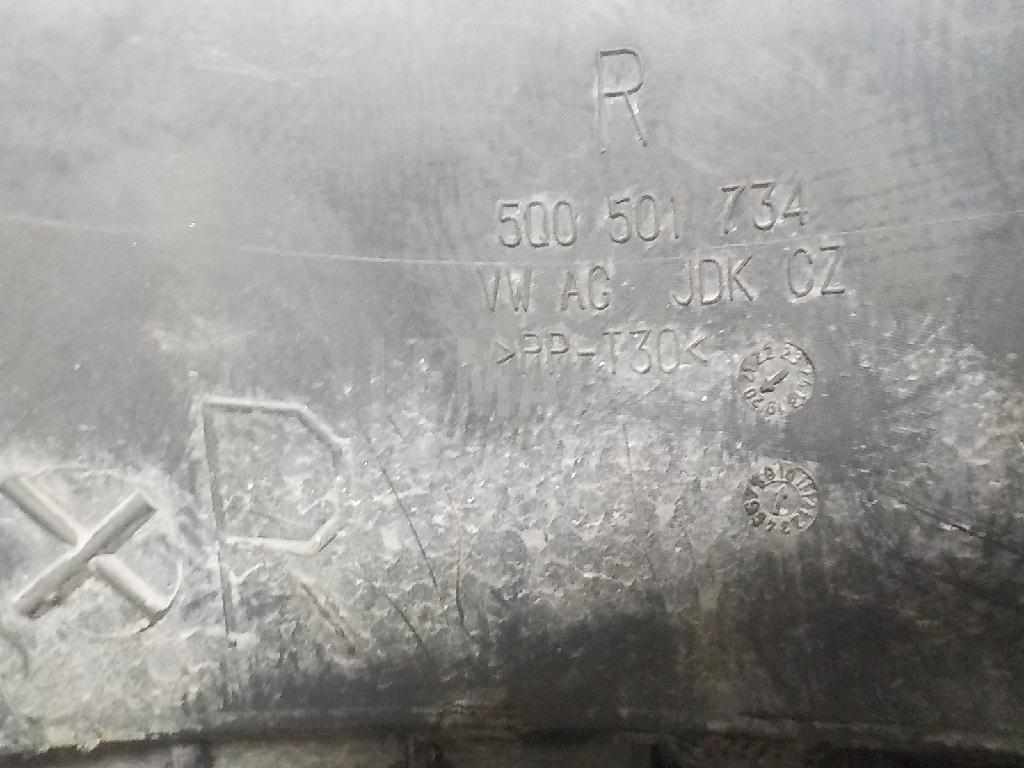 R
5Q0 501 734
VW AG JDK CZ
>PP-T30<
R